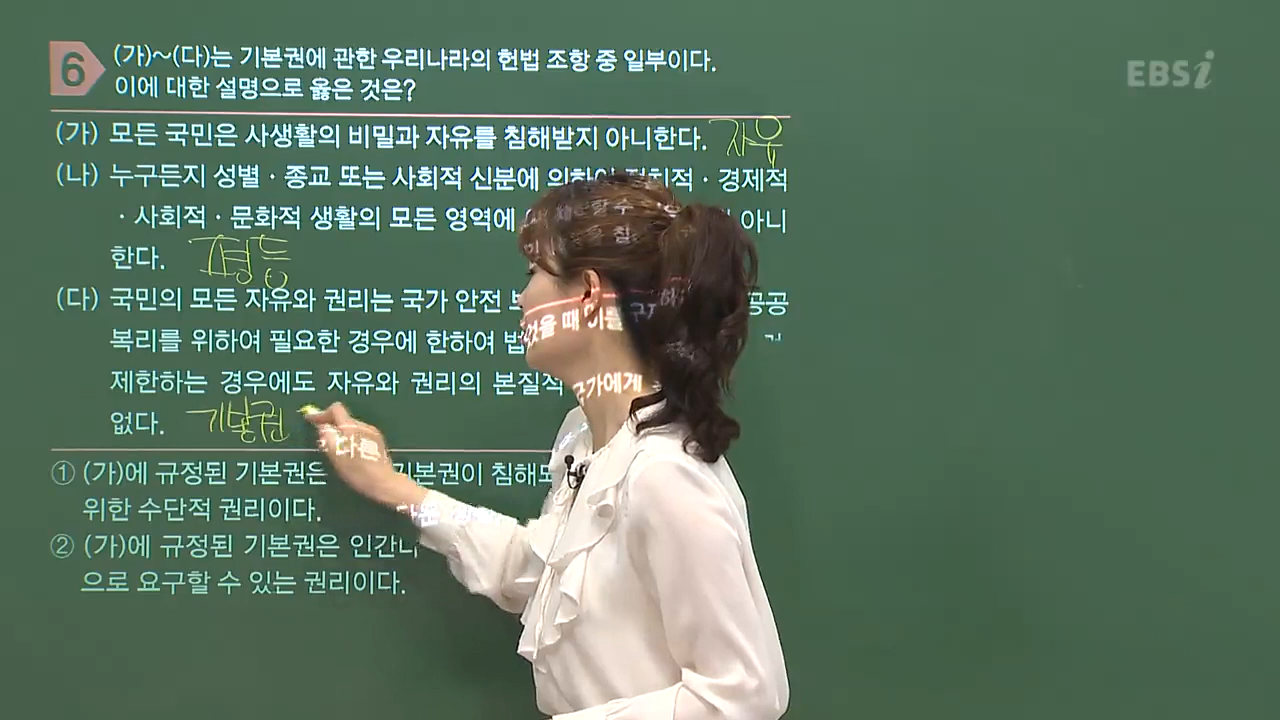 6 (가)~(다)는 기본권에 관한 우리나라의 헌법 조항 중 일부이다.
이에 대한 설명으로 옳은 것은?
EBSi
(가) 모든 국민은 사생활의 비밀과 자유를 침해받지 아니한다. 자유
(나) 누구든지 성별·종교 또는 사회적 신분에 의하여 정치적·경제적
·사회적·문화적 생활의 모든 영역에 아니
한다. 평등
(다) 국민의 모든 자유와 권리는 국가 안전 공공
복리를 위하여 필요한 경우에 한하여
제한하는 경우에도 자유와 권리의 본질적
없다. 기본권
① (가)에 규정된 기본권은 기본권이
위한 수단적 권리이다.
② (가)에 규정된 기본권은
으로 요구할 수 있는 권리이다.